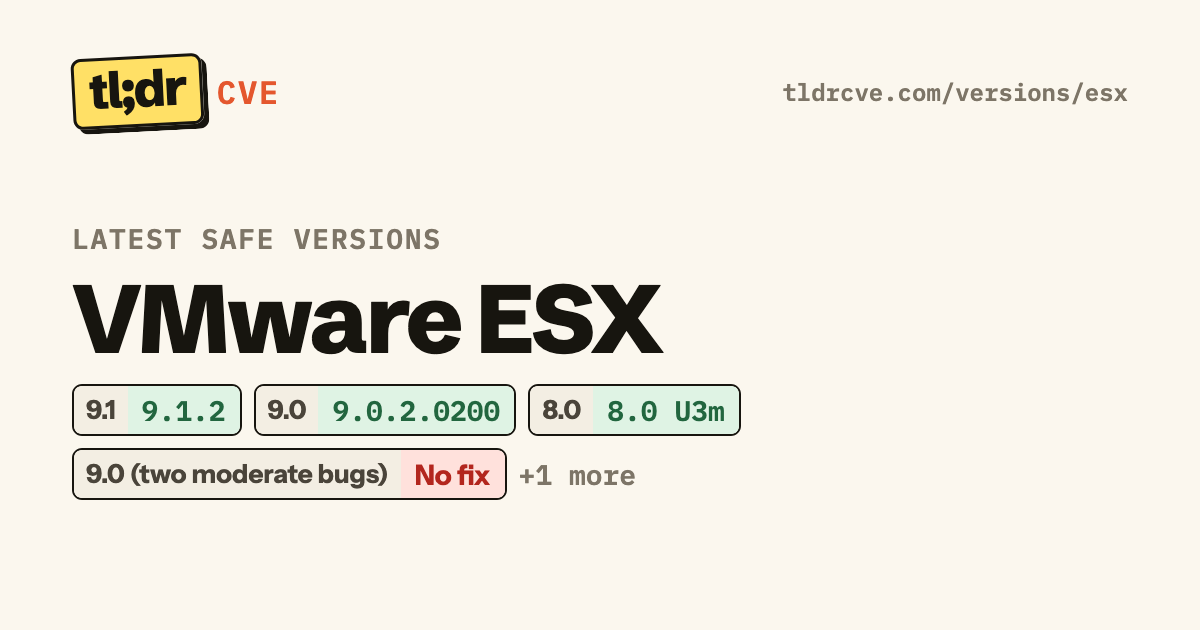 tl;dr CVE
tldrcve.com/versions/esx
LATEST SAFE VERSIONS
VMware ESX
9.1 9.1.2 9.0 9.0.2.0200 8.0 8.0 U3m
9.0 (two moderate bugs) No fix +1 more